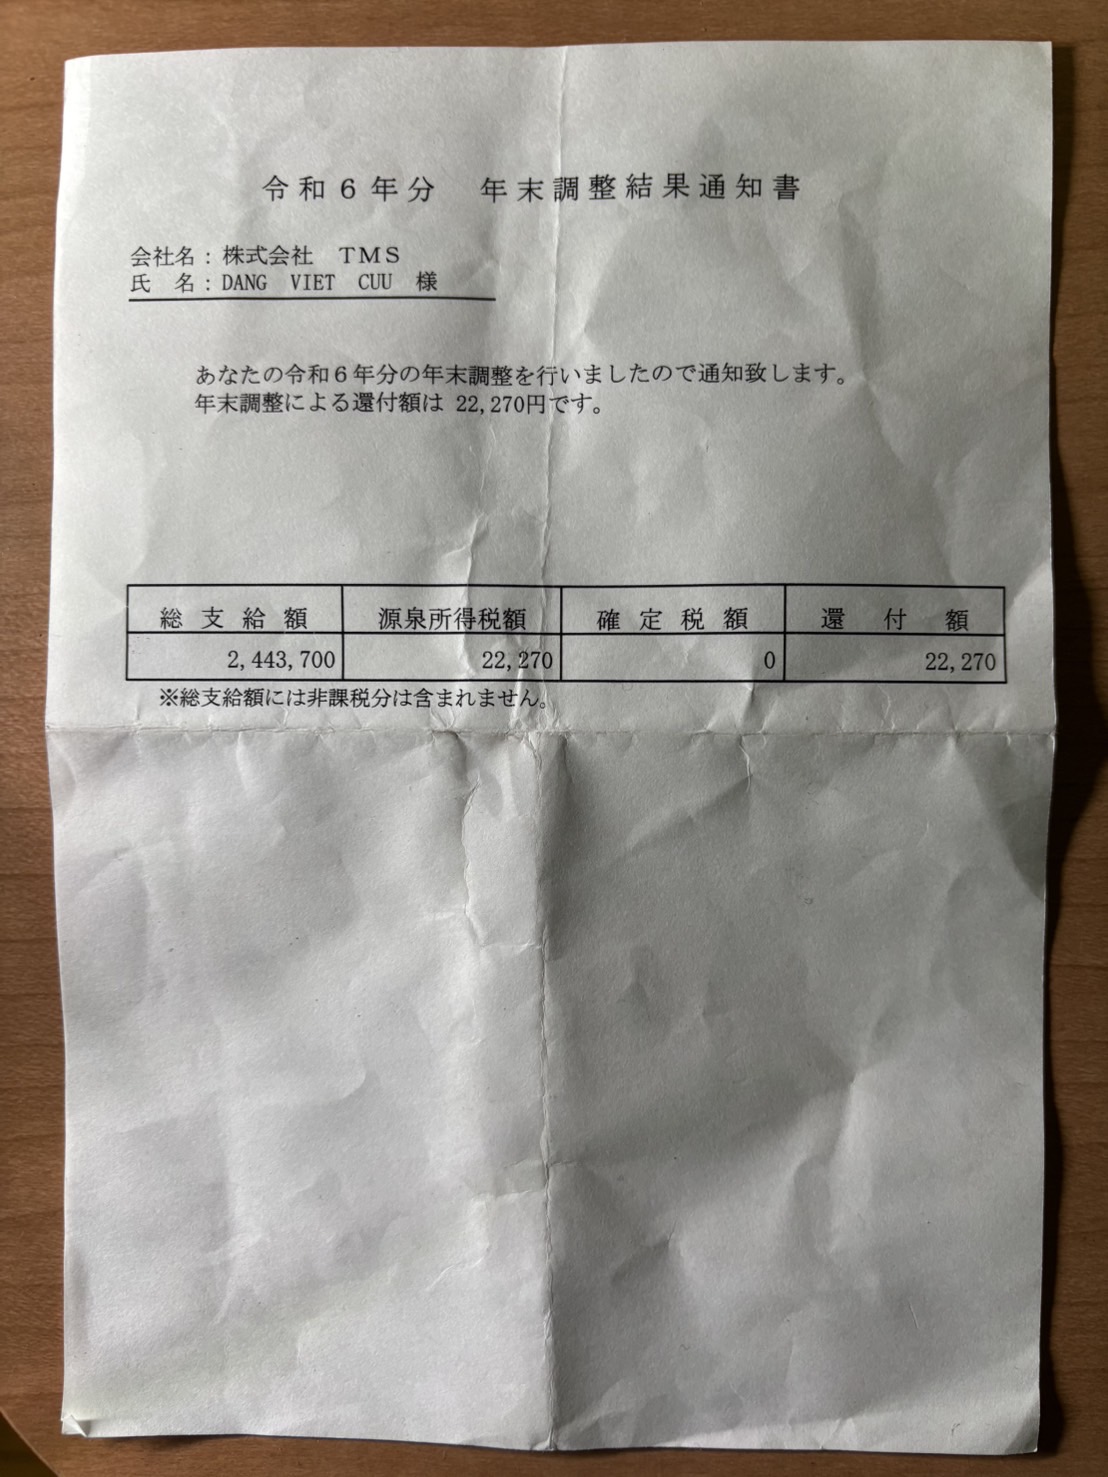 令和６年分　年末調整結果通知書
会社名：株式会社　ＴＭＳ
氏　名：DANG　VIET　CUU　様
あなたの令和６年分の年末調整を行いましたので通知致します。
年末調整による還付額は 22,270円です。
総支給額　源泉所得税額　確定税額　還付額
2,443,700　22,270　0　22,270
※総支給額には非課税分は含まれません。